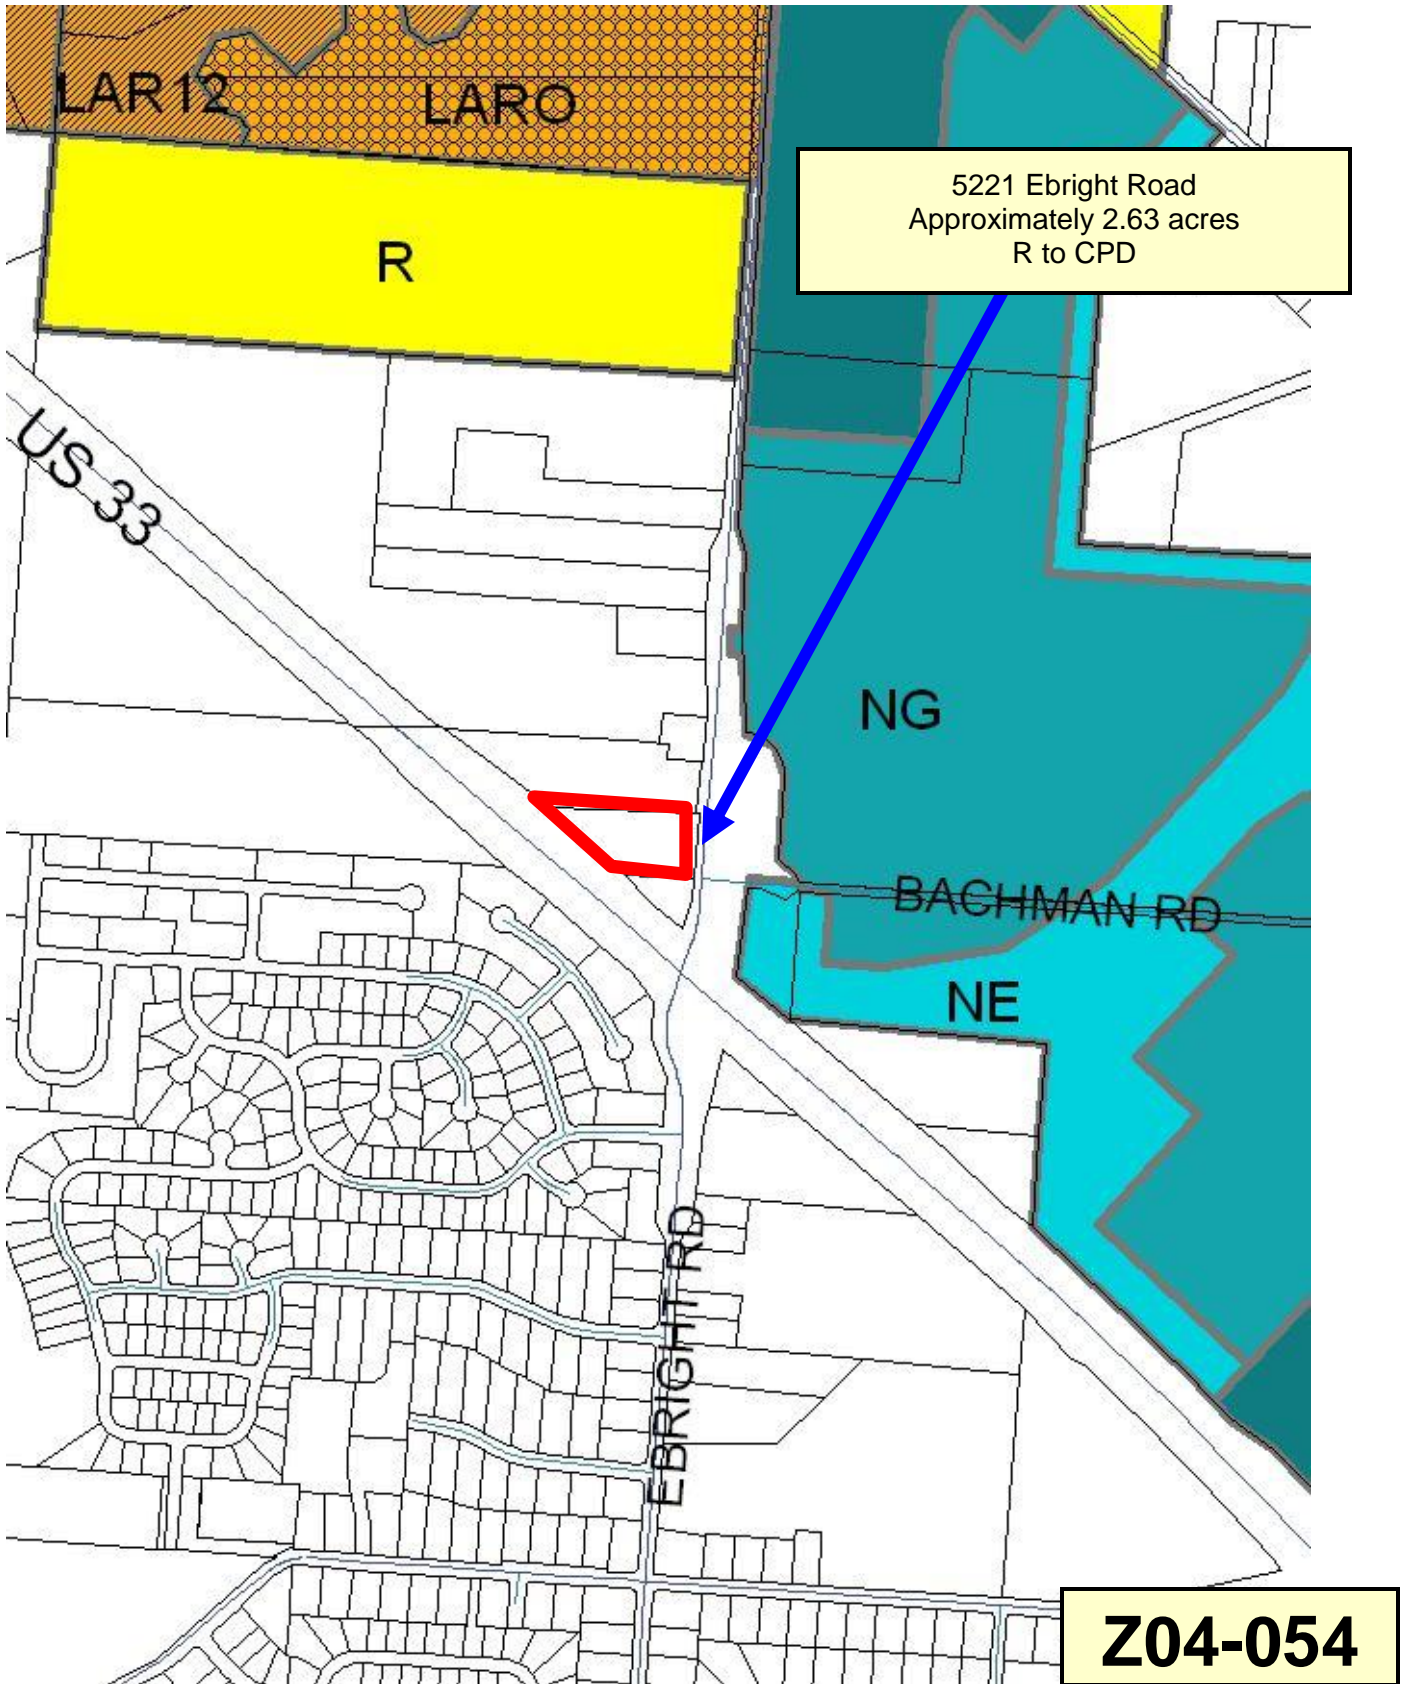 LAR12
LARO
5221 Ebright Road
Approximately 2.63 acres
R to CPD
R
US 33
NG
BACHMAN RD
NE
EBRIGHT RD
Z04-054